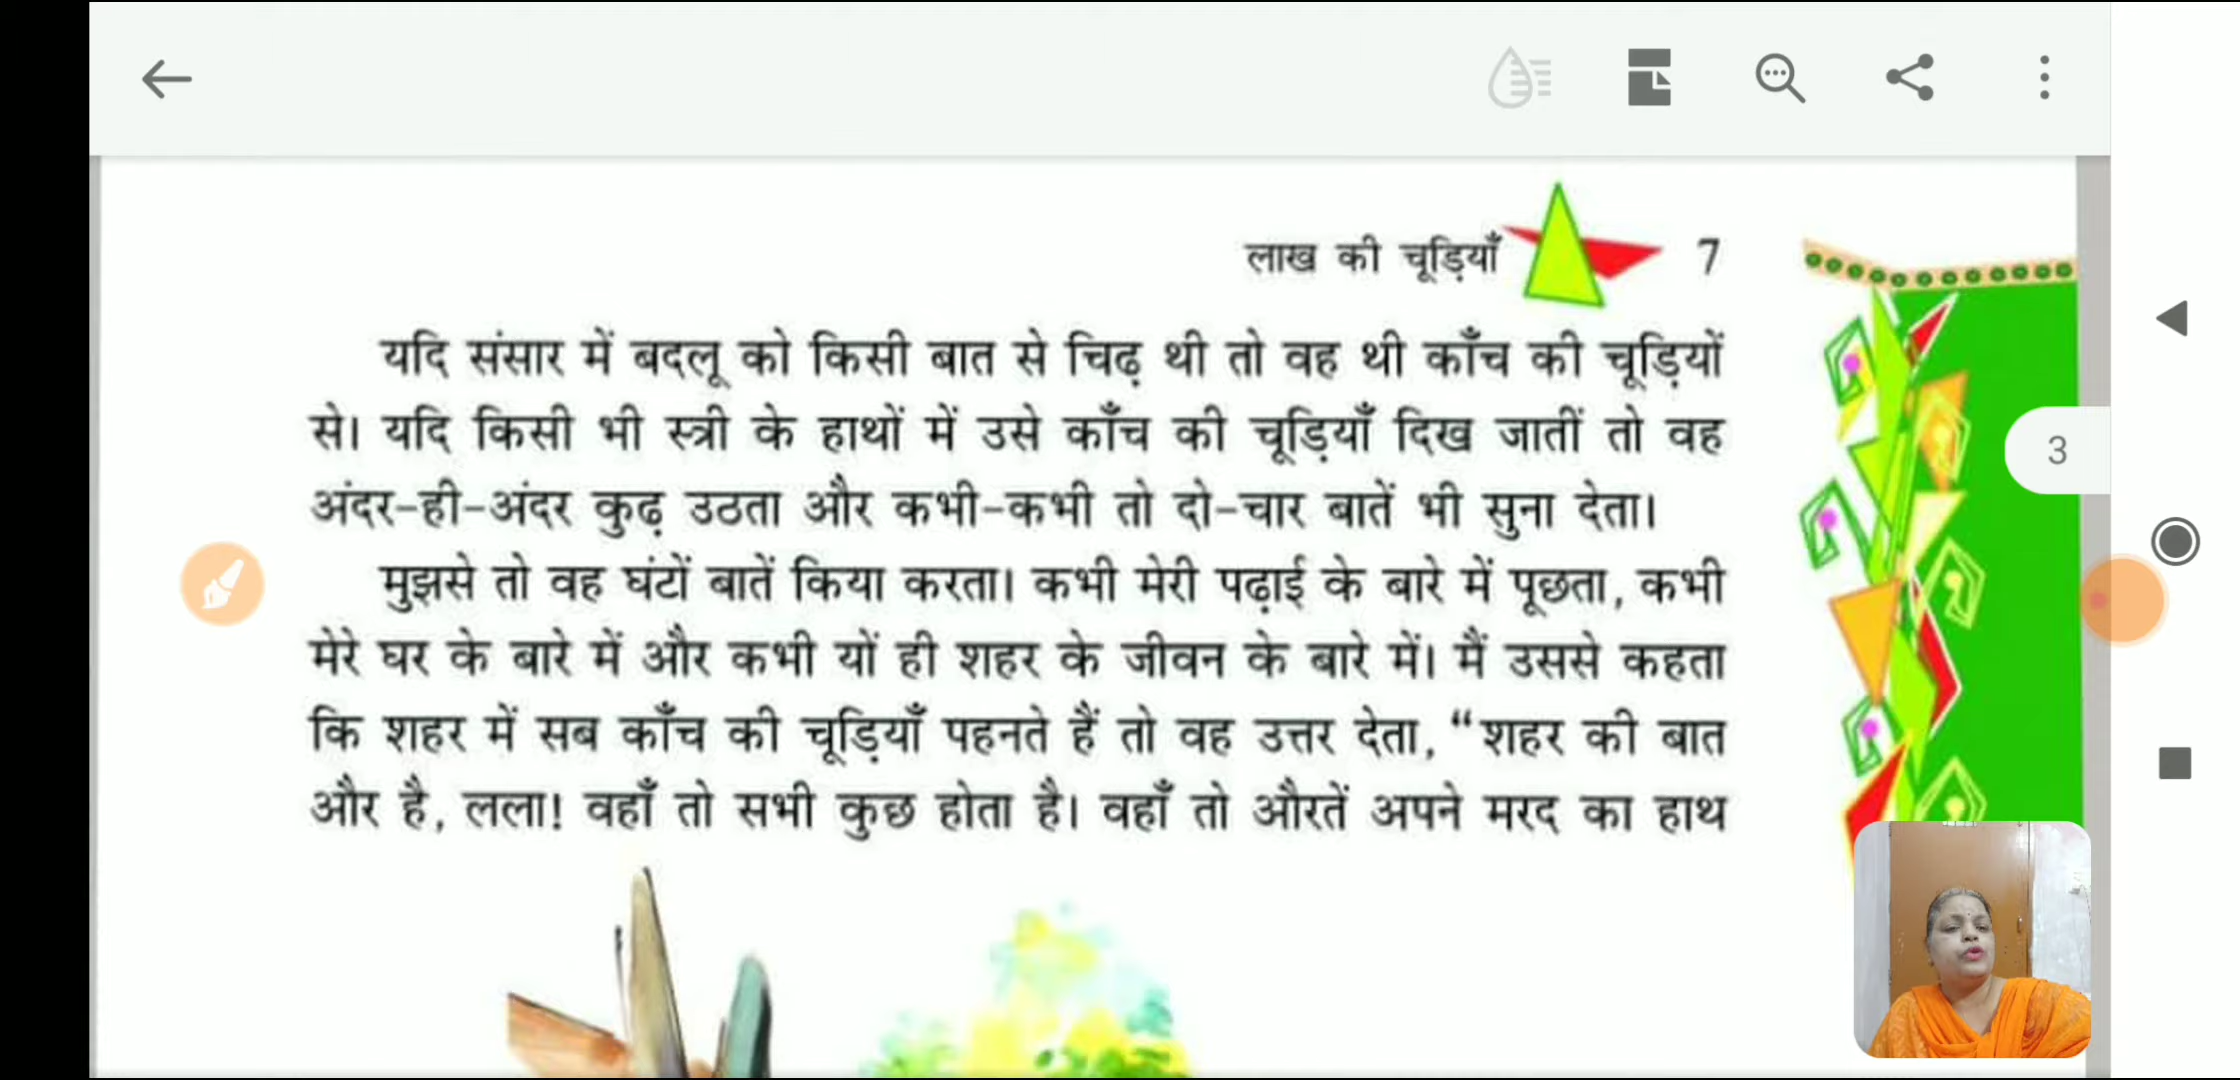 लाख की चूड़ियाँ 7
यदि संसार में बदलू को किसी बात से चिढ़ थी तो वह थी काँच की चूड़ियों
से। यदि किसी भी स्त्री के हाथों में उसे काँच की चूड़ियाँ दिख जातीं तो वह
अंदर-ही-अंदर कुढ़ उठता और कभी-कभी तो दो-चार बातें भी सुना देता।
3
मुझसे तो वह घंटों बातें किया करता। कभी मेरी पढ़ाई के बारे में पूछता, कभी
मेरे घर के बारे में और कभी यों ही शहर के जीवन के बारे में। मैं उससे कहता
कि शहर में सब काँच की चूड़ियाँ पहनते हैं तो वह उत्तर देता, “शहर की बात
और है, लला! वहाँ तो सभी कुछ होता है। वहाँ तो औरतें अपने मरद का हाथ